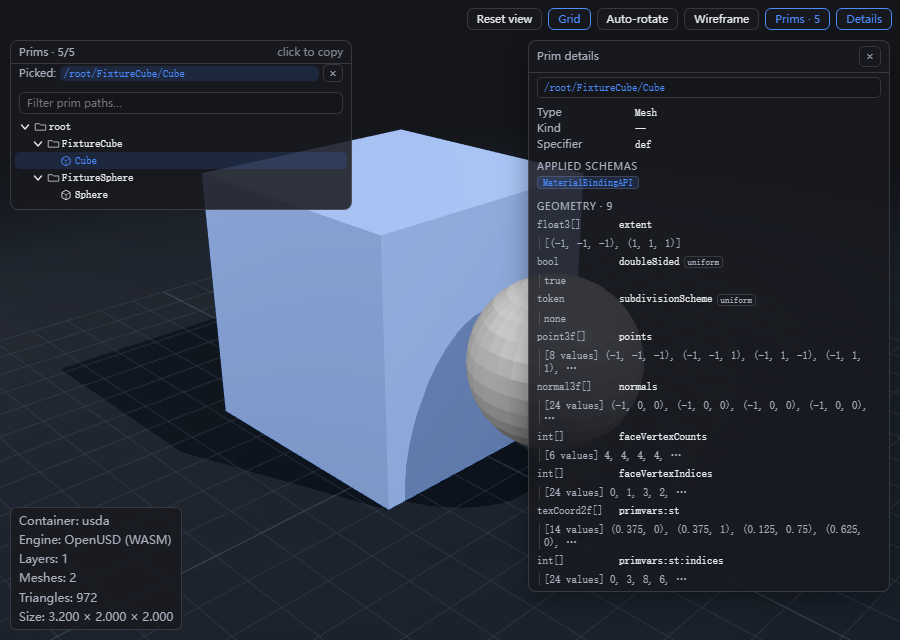 Reset view
Grid
Auto-rotate
Wireframe
Prims · 5
Details
Prims · 5/5
click to copy
Picked: /root/FixtureCube/Cube ×
Filter prim paths...
root
FixtureCube
Cube
FixtureSphere
Sphere
Prim details
×
/root/FixtureCube/Cube
Type Mesh
Kind —
Specifier def
APPLIED SCHEMAS
MaterialBindingAPI
GEOMETRY · 9
float3[] extent
[(-1, -1, -1), (1, 1, 1)]
bool doubleSided uniform
true
token subdivisionScheme uniform
none
point3f[] points
[8 values] (-1, -1, -1), (-1, -1, 1), (-1, 1, -1), (-1, 1,
1), ⋯
normal3f[] normals
[24 values] (-1, 0, 0), (-1, 0, 0), (-1, 0, 0), (-1, 0, 0),
⋯
int[] faceVertexCounts
[6 values] 4, 4, 4, 4, ⋯
int[] faceVertexIndices
[24 values] 0, 1, 3, 2, ⋯
texCoord2f[] primvars:st
[14 values] (0.375, 0), (0.375, 1), (0.125, 0.75), (0.625,
0), ⋯
int[] primvars:st:indices
[24 values] 0, 3, 8, 6, ⋯
Container: usda
Engine: OpenUSD (WASM)
Layers: 1
Meshes: 2
Triangles: 972
Size: 3.200 × 2.000 × 2.000